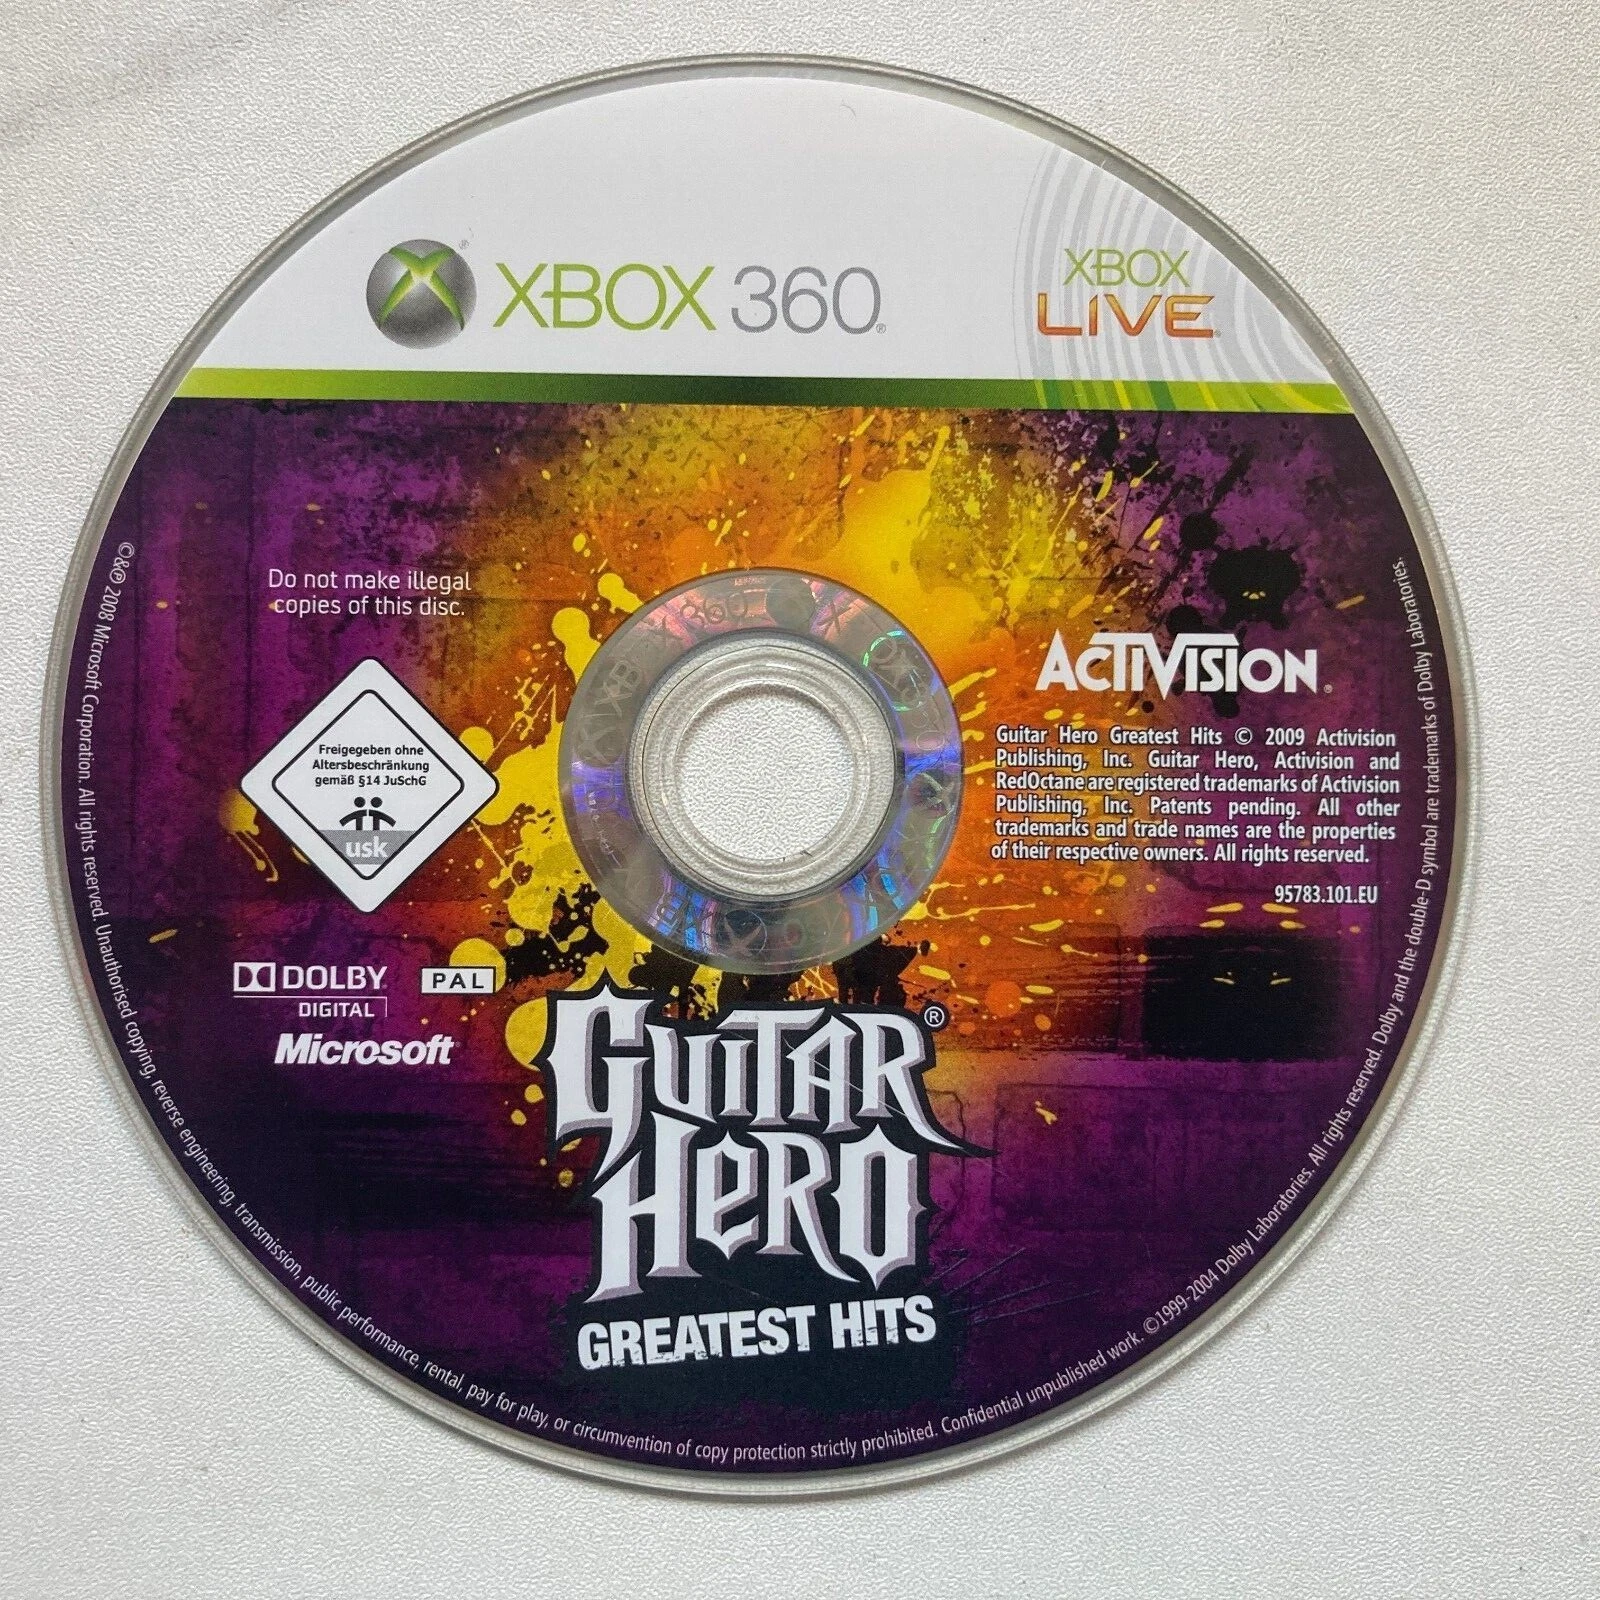 XBOX 360®
XBOX
LIVE
Do not make illegal
copies of this disc.
Freigegeben ohne
Altersbeschränkung
gemäß §14 JuSchG
usk
DOLBY
DIGITAL
PAL
Microsoft
ACTIVISION®
Guitar Hero Greatest Hits © 2009 Activision
Publishing, Inc. Guitar Hero, Activision and
RedOctane are registered trademarks of Activision
Publishing, Inc. Patents pending. All other
trademarks and trade names are the properties
of their respective owners. All rights reserved.
95783.101.EU
GUITAR®
HERO
GREATEST HITS
©&℗ 2008 Microsoft Corporation. All rights reserved. Unauthorised copying, reverse engineering, transmission, public performance, rental, pay for play, or circumvention of copy protection strictly prohibited. Confidential unpublished work. ©1999-2004 Dolby Laboratories. All rights reserved. Dolby and the double-D symbol are trademarks of Dolby Laboratories.